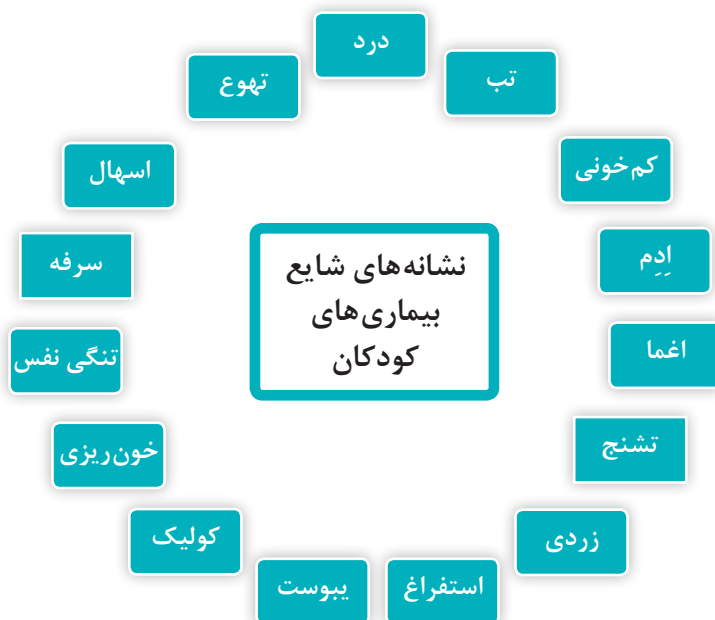 نشانه‌های شایع
بیماری‌های
کودکان
درد
تب
کم‌خونی
اِدِم
اغما
تشنج
زردی
استفراغ
یبوست
کولیک
خون‌ریزی
تنگی نفس
سرفه
اسهال
تهوع